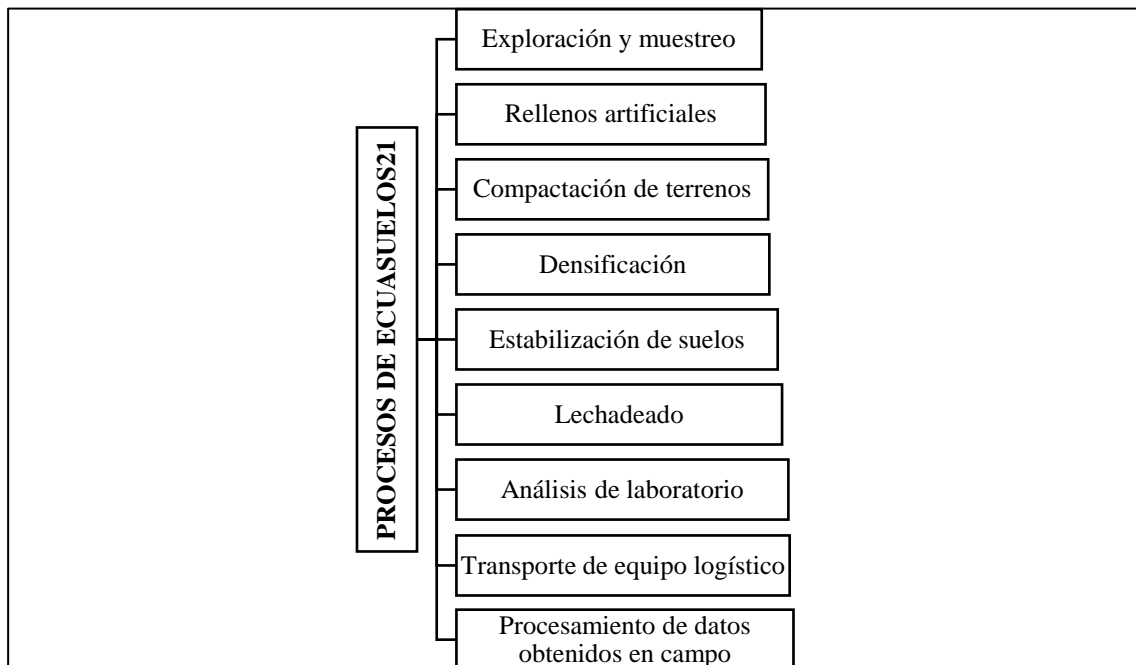 PROCESOS DE ECUASUELOS21
Exploración y muestreo
Rellenos artificiales
Compactación de terrenos
Densificación
Estabilización de suelos
Lechadeado
Análisis de laboratorio
Transporte de equipo logístico
Procesamiento de datos
obtenidos en campo